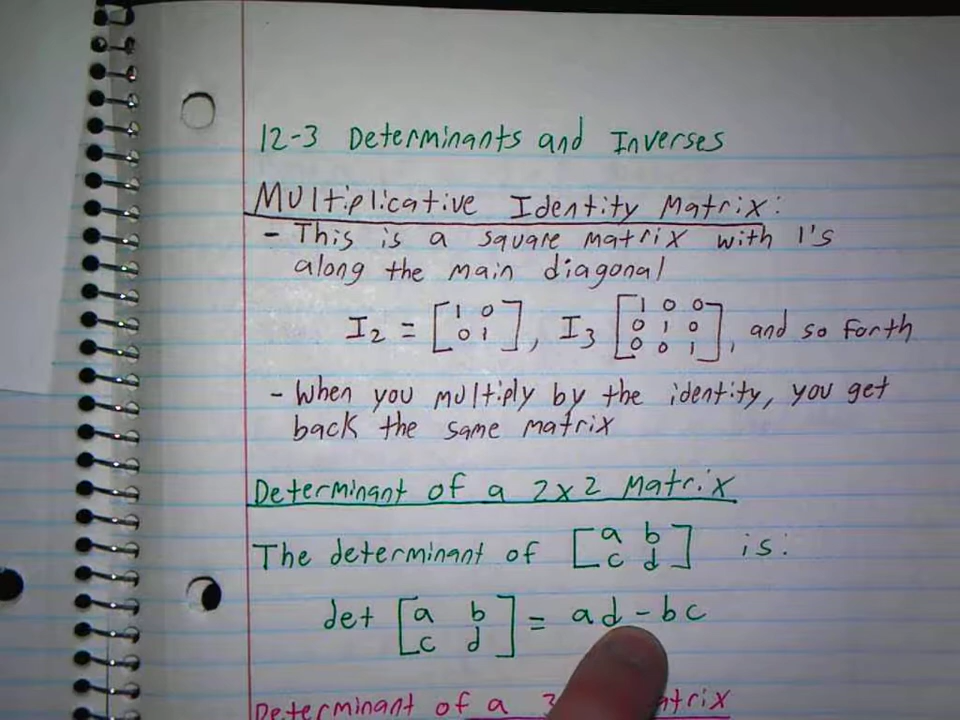 12-3 Determinants and Inverses
Multiplicative Identity Matrix:
- This is a square matrix with 1's
along the main diagonal
I2 = [1 0
0 1], I3 [1 0 0
0 1 0
0 0 1], and so forth
- When you multiply by the identity, you get
back the same matrix
Determinant of a 2x2 Matrix
The determinant of [a b
c d] is:
det [a b
c d] = ad - bc
Determinant of a 3